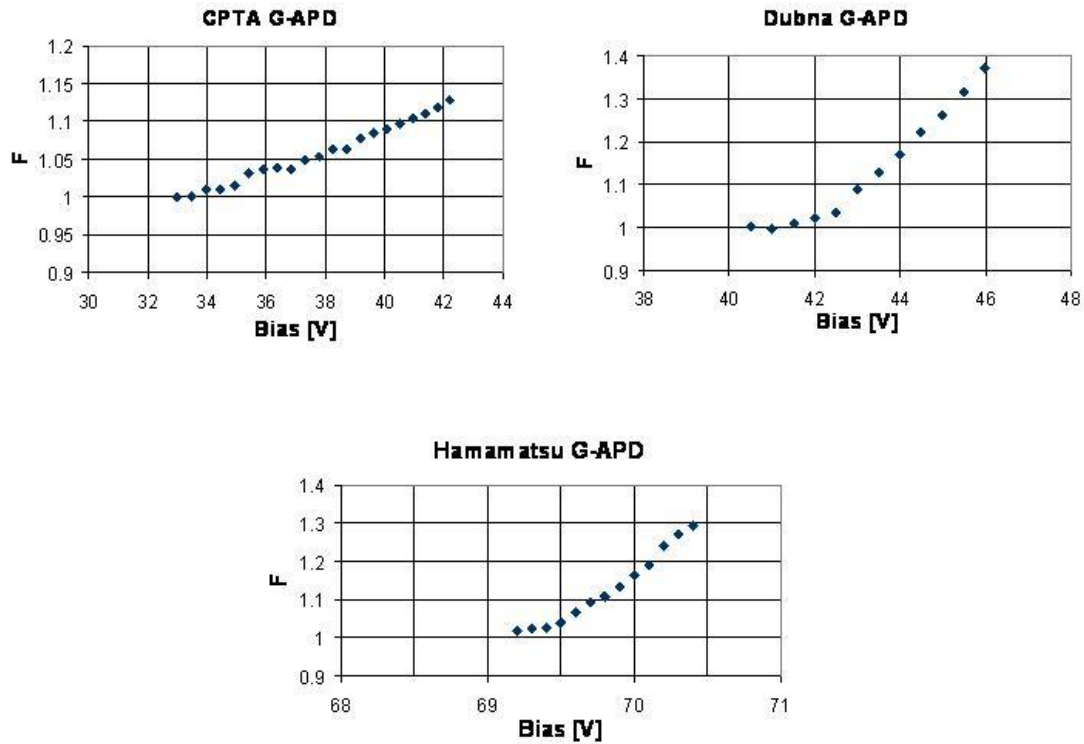 CPTA G-APD
1.2
1.15
1.1
1.05
1
0.95
0.9
F
30 32 34 36 38 40 42 44
Bias [V]
Dubna G-APD
1.4
1.3
1.2
1.1
1
0.9
F
38 40 42 44 46 48
Bias [V]
Hamamatsu G-APD
1.4
1.3
1.2
1.1
1
0.9
F
68 69 70 71
Bias [V]